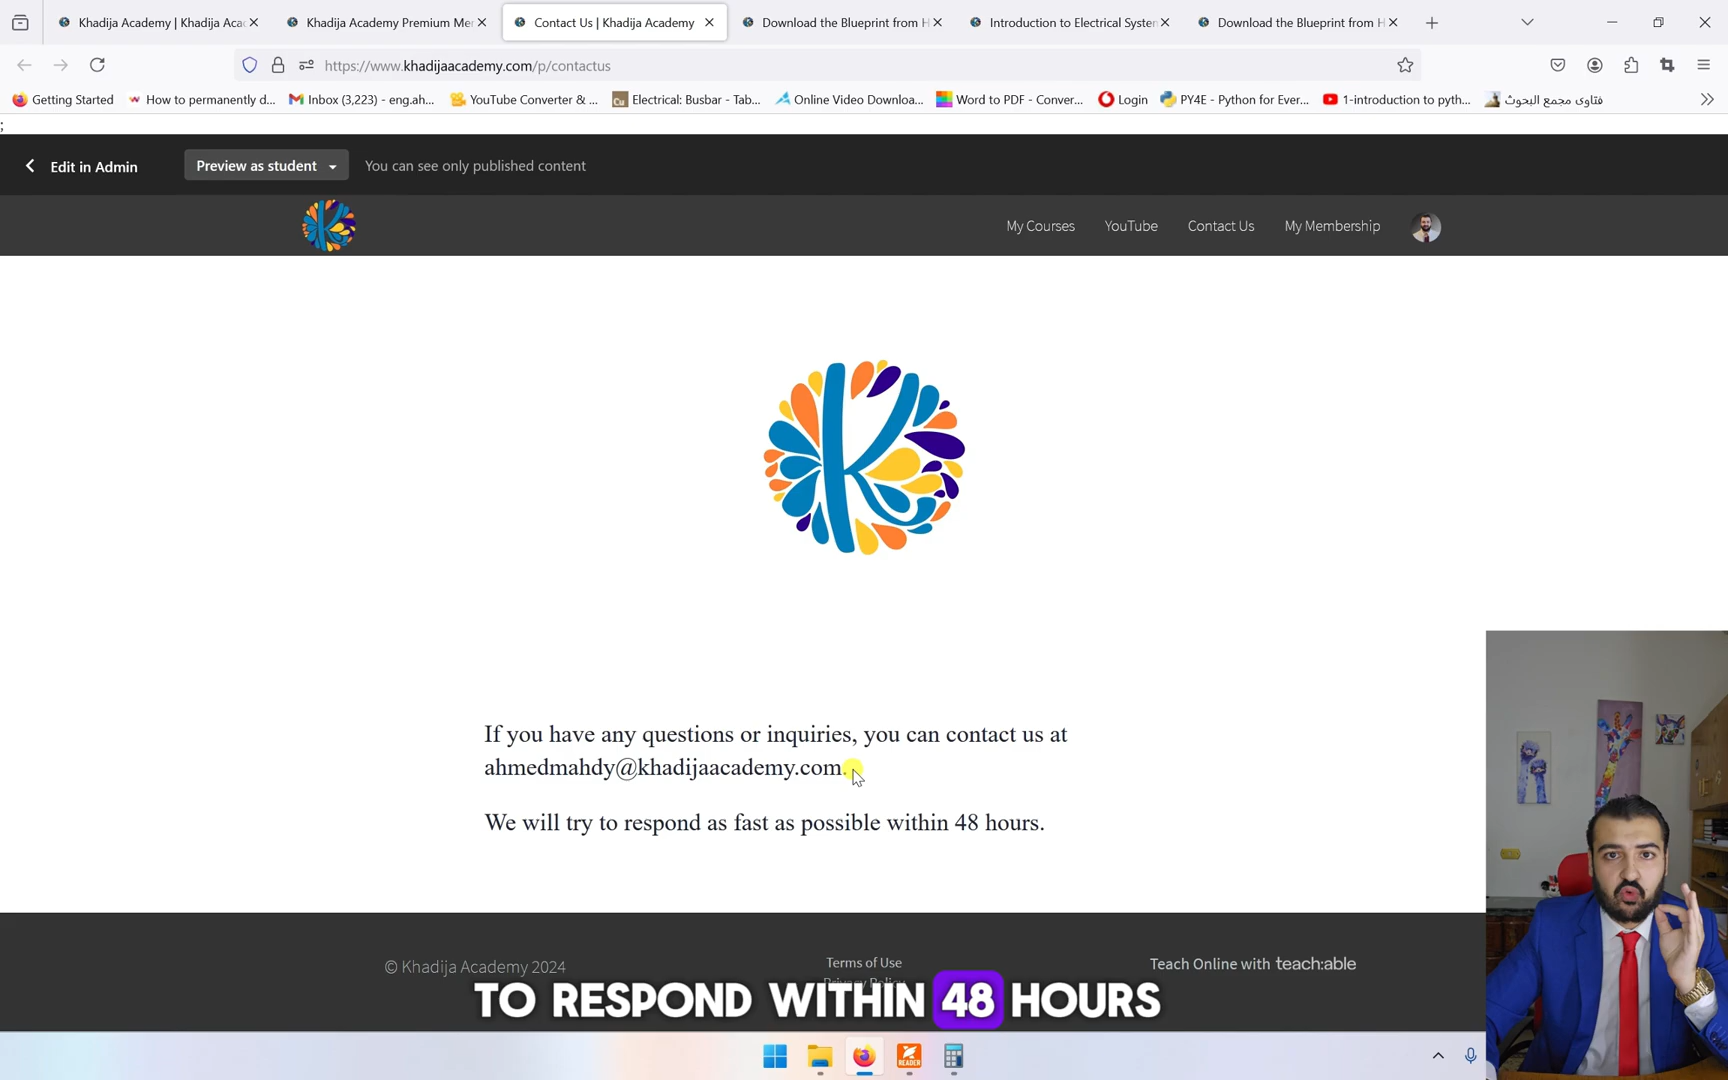 Khadija Academy | Khadija Acac
Khadija Academy Premium Mer
Contact Us | Khadija Academy
Download the Blueprint from H
Introduction to Electrical System
Download the Blueprint from H
https://www.khadijaacademy.com/p/contactus
Getting Started
How to permanently d...
Inbox (3,223) - eng.ah...
YouTube Converter & ...
Electrical: Busbar - Tab...
Online Video Downloa...
Word to PDF - Conver...
Login
PY4E - Python for Ever...
1-introduction to pyth...
فتاوى مجمع البحوث
;
Edit in Admin
Preview as student
You can see only published content
My Courses
YouTube
Contact Us
My Membership
If you have any questions or inquiries, you can contact us at
ahmedmahdy@khadijaacademy.com.
We will try to respond as fast as possible within 48 hours.
© Khadija Academy 2024
Terms of Use
Privacy Policy
Teach Online with teach:able
TO RESPOND WITHIN 48 HOURS
READER